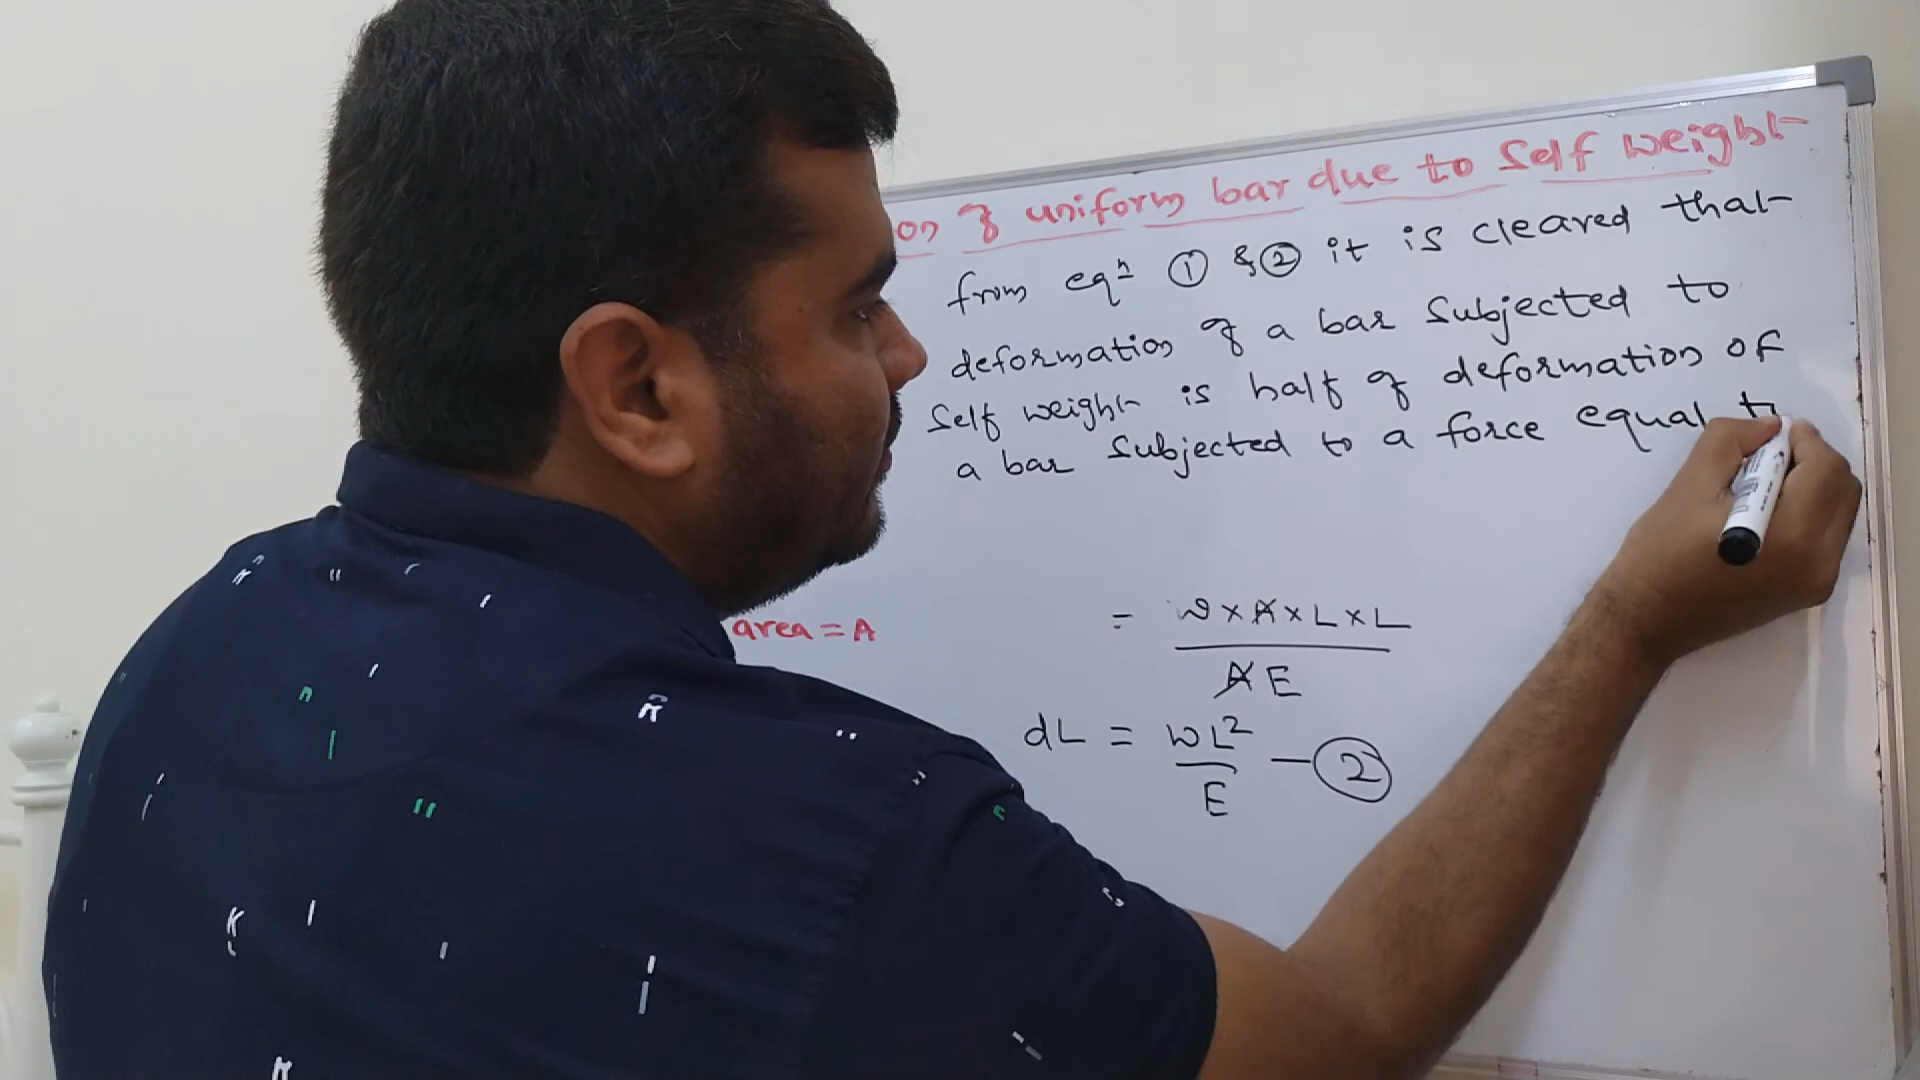 on of uniform bar due to Self weight
from eqn ① & ② it is cleared that
deformation of a bar Subjected to
Self weight is half of deformation of
a bar Subjected to a force equal to
area = A
= w × A × L × L
A E
dL = wL²
E
- ②